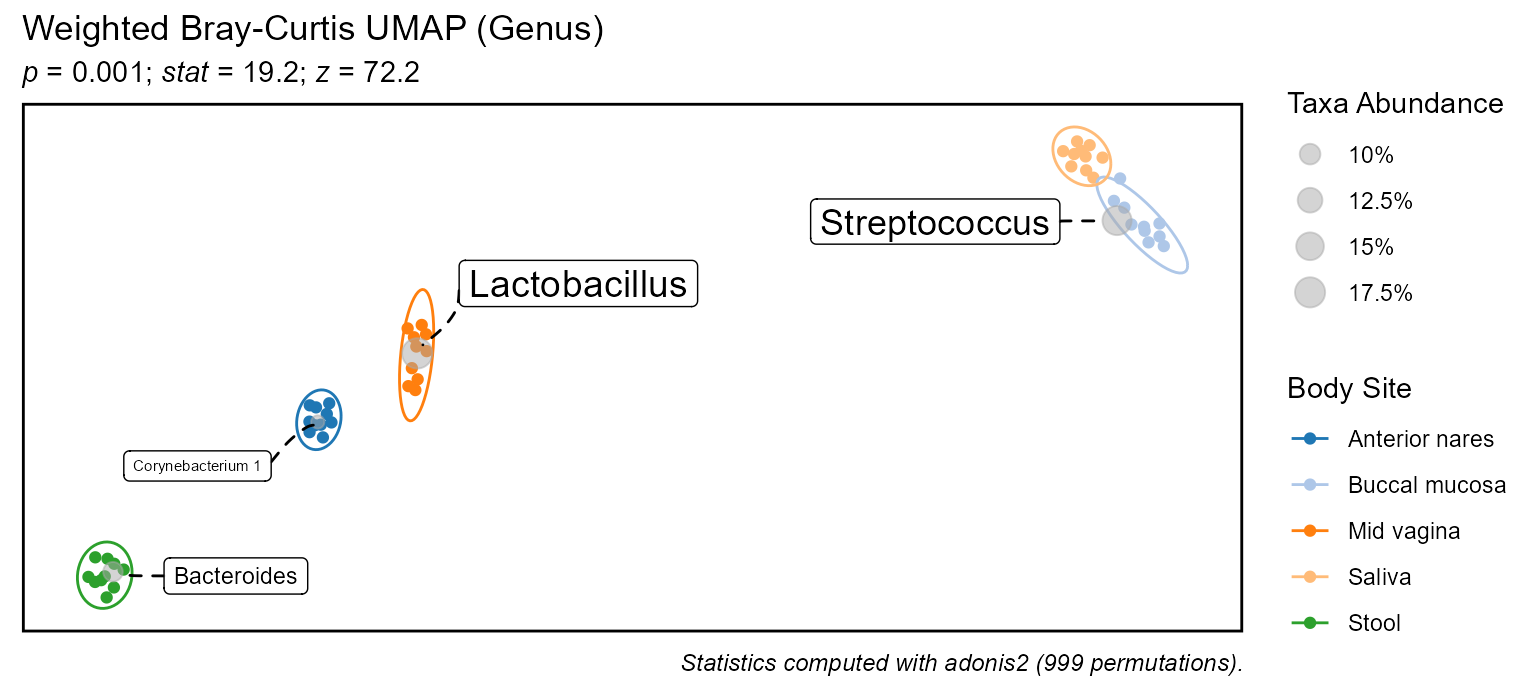 Weighted Bray-Curtis UMAP (Genus)
p = 0.001; stat = 19.2; z = 72.2
Streptococcus
Lactobacillus
Corynebacterium 1
Bacteroides
Taxa Abundance
10%
12.5%
15%
17.5%
Body Site
Anterior nares
Buccal mucosa
Mid vagina
Saliva
Stool
Statistics computed with adonis2 (999 permutations).